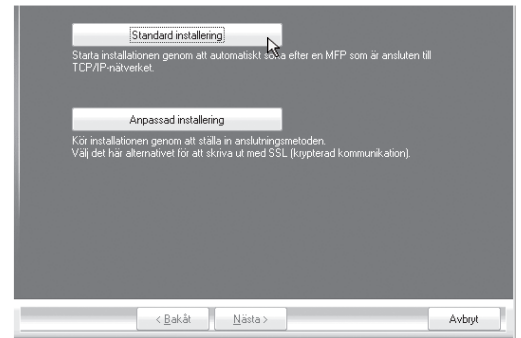 Standard installering
Starta installationen genom att automatiskt söka efter en MFP som är ansluten till
TCP/IP-nätverket.
Anpassad installering
Kör installationen genom att ställa in anslutningsmetoden.
Välj det här alternativet för att skriva ut med SSL (krypterad kommunikation).
< Bakåt Nästa > Avbryt